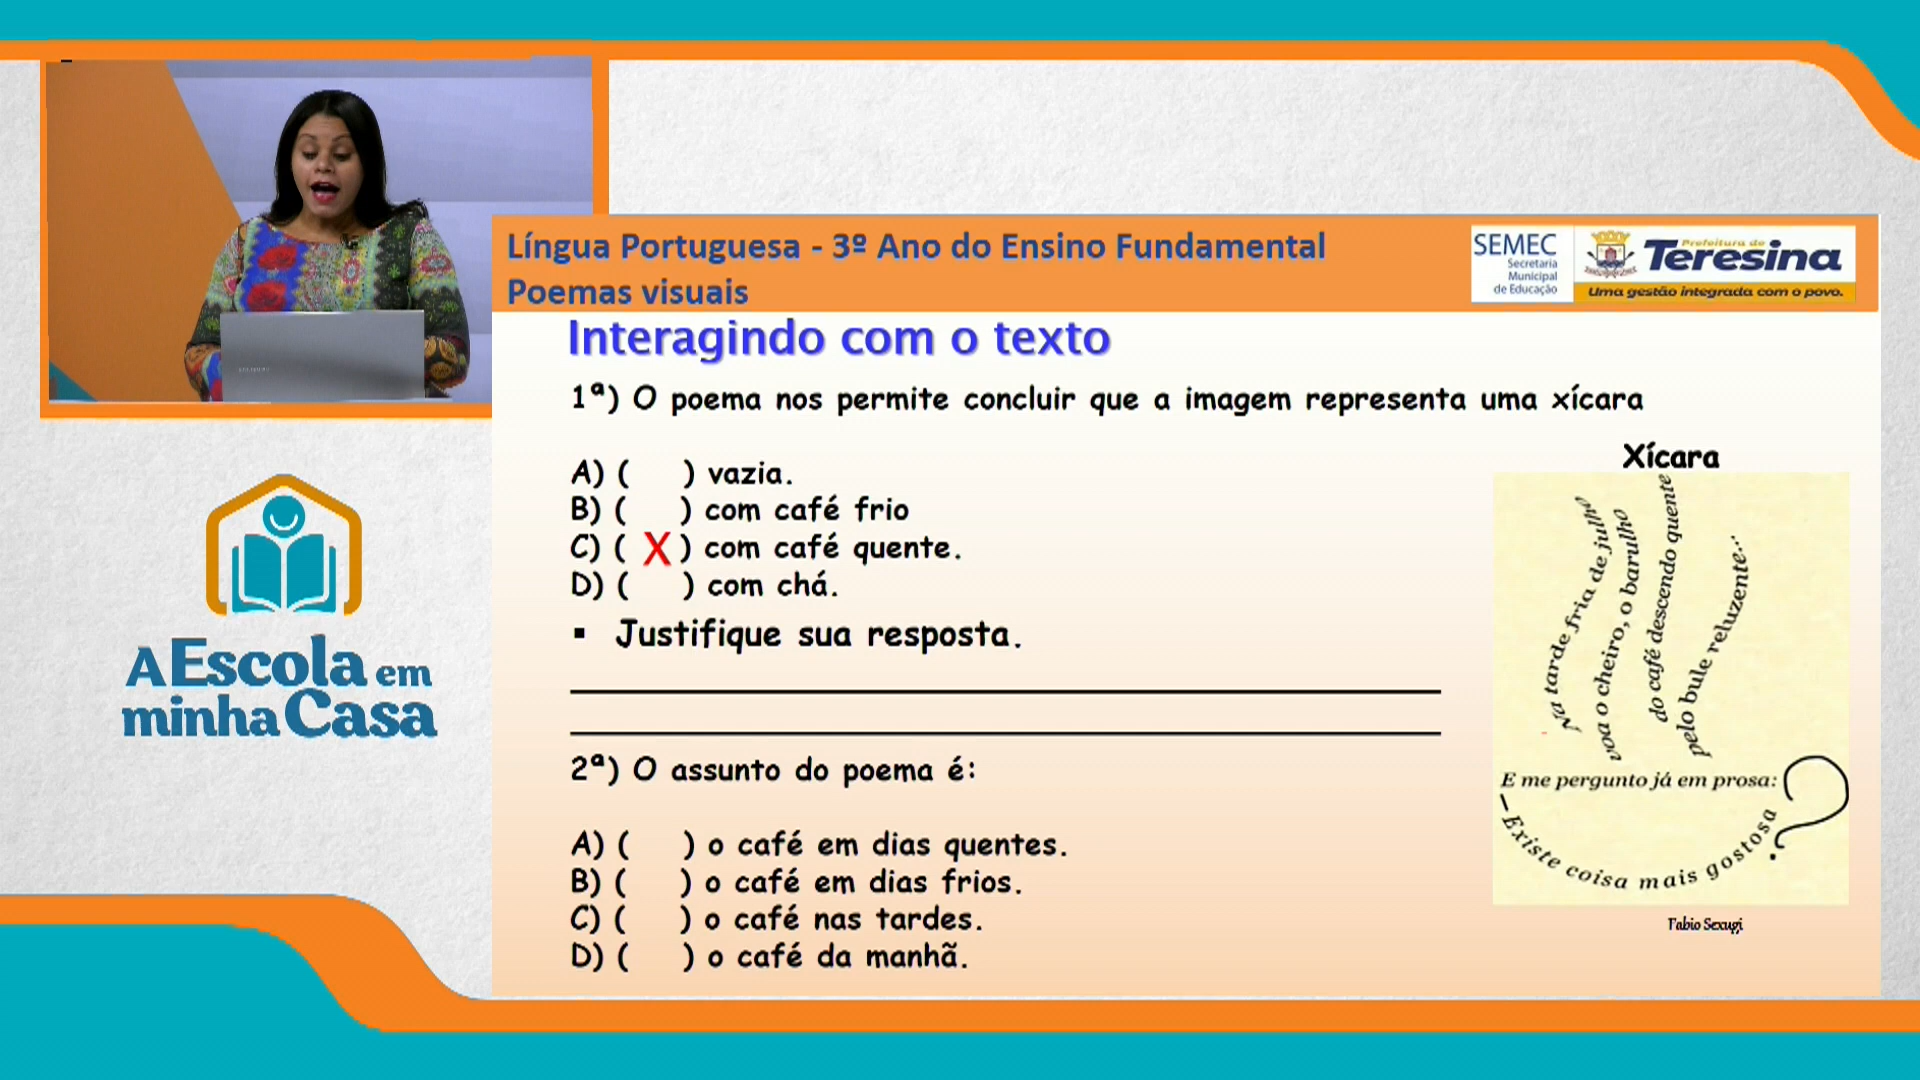 Língua Portuguesa - 3º Ano do Ensino Fundamental
Poemas visuais
SEMEC
Secretaria
Municipal
de Educação
Prefeitura de
Teresina
Uma gestão integrada com o povo.
Interagindo com o texto
1ª) O poema nos permite concluir que a imagem representa uma xícara
A) ( ) vazia.
B) ( ) com café frio
C) ( X ) com café quente.
D) ( ) com chá.
▪ Justifique sua resposta.
2ª) O assunto do poema é:
A) ( ) o café em dias quentes.
B) ( ) o café em dias frios.
C) ( ) o café nas tardes.
D) ( ) o café da manhã.
Xícara
Na tarde fria de julho
voa o cheiro, o barulho
do café descendo quente
pelo bule reluzente...
E me pergunto já em prosa:
–Existe coisa mais gostosa
?
Fabio Sexugi
A Escola em
minha Casa